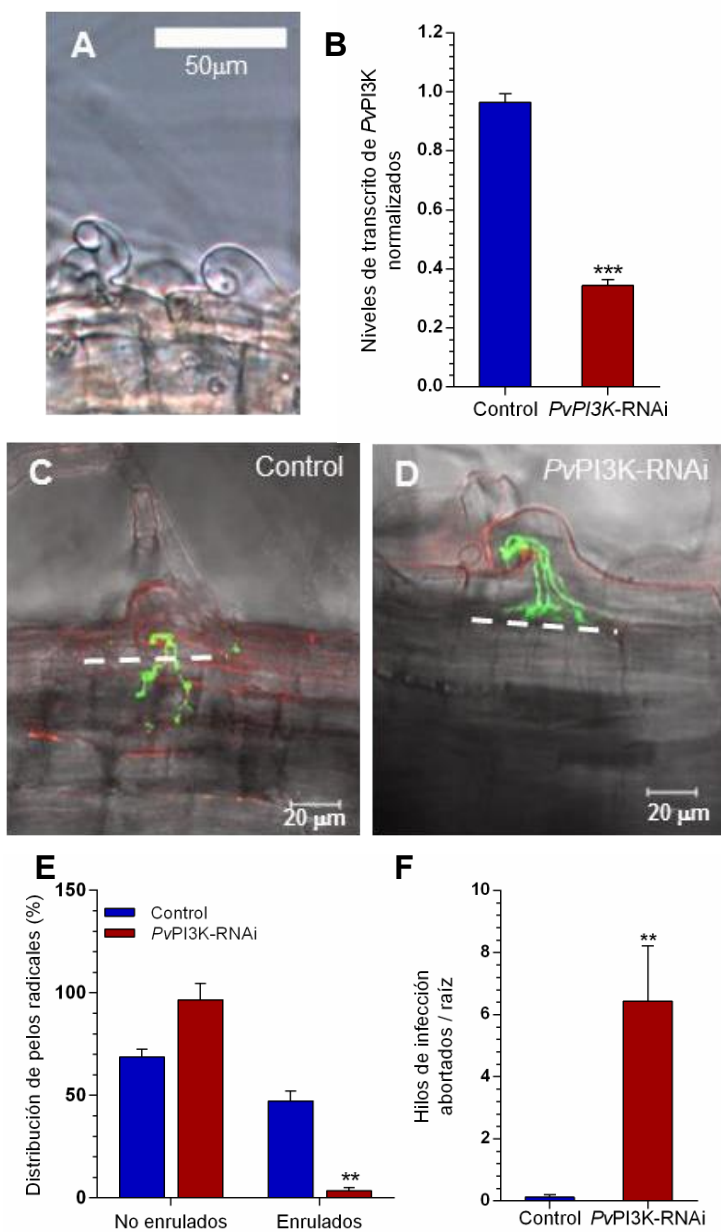 A
50µm
B
Niveles de transcrito de PvPI3K
normalizados
1.2
1.0
0.8
0.6
0.4
0.2
0.0
***
Control
PvPI3K-RNAi
C
Control
20 µm
D
PvPI3K-RNAi
20 µm
E
Distribución de pelos radicales (%)
150
100
50
0
Control
PvPI3K-RNAi
**
No enrulados
Enrulados
F
Hilos de infección
abortados / raíz
10
8
6
4
2
0
**
Control
PvPI3K-RNAi